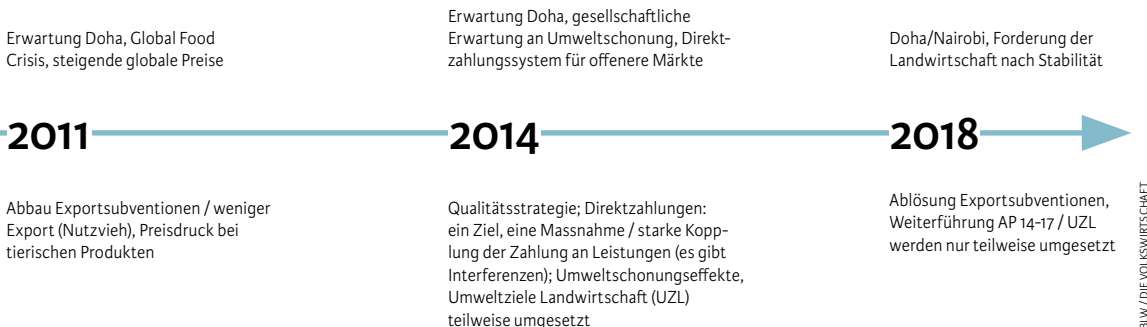 Erwartung Doha, Global Food
Crisis, steigende globale Preise
Erwartung Doha, gesellschaftliche
Erwartung an Umweltschonung, Direkt-
zahlungssystem für offenere Märkte
Doha/Nairobi, Forderung der
Landwirtschaft nach Stabilität
2011
2014
2018
Abbau Exportsubventionen / weniger
Export (Nutzvieh), Preisdruck bei
tierischen Produkten
Qualitätsstrategie; Direktzahlungen:
ein Ziel, eine Massnahme / starke Kopp-
lung der Zahlung an Leistungen (es gibt
Interferenzen); Umweltschonungseffekte,
Umweltziele Landwirtschaft (UZL)
teilweise umgesetzt
Ablösung Exportsubventionen,
Weiterführung AP 14-17 / UZL
werden nur teilweise umgesetzt
BLW / DIE VOLKSWIRTSCHAFT